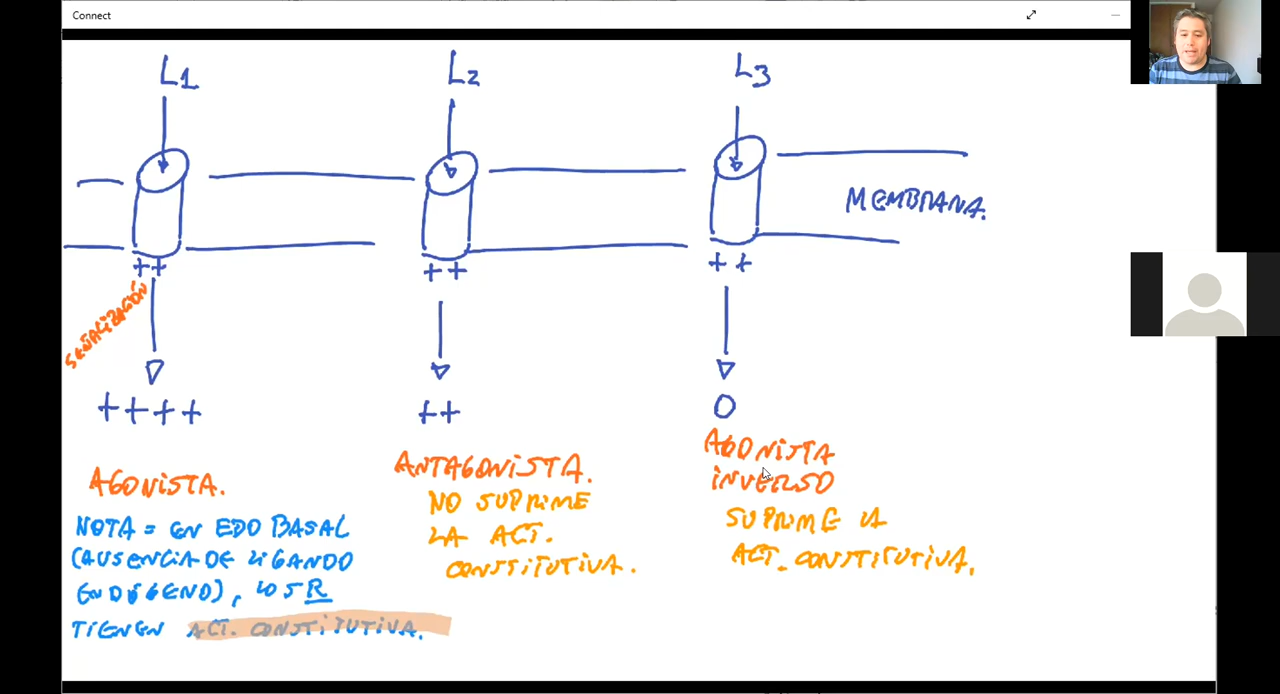 Connect
L1
L2
L3
MEMBRANA.
++
++
++
SEÑALIZACIÓN
++++
++
0
AGONISTA.
NOTA = EN EDO BASAL
(AUSENCIA DE LIGANDO
ENDÓGENO), LOS R
TIENEN ACT. CONSTITUTIVA.
ANTAGONISTA.
NO SUPRIME
LA ACT.
CONSTITUTIVA.
AGONISTA
INVERSO
SUPRIME LA
ACT. CONSTITUTIVA.